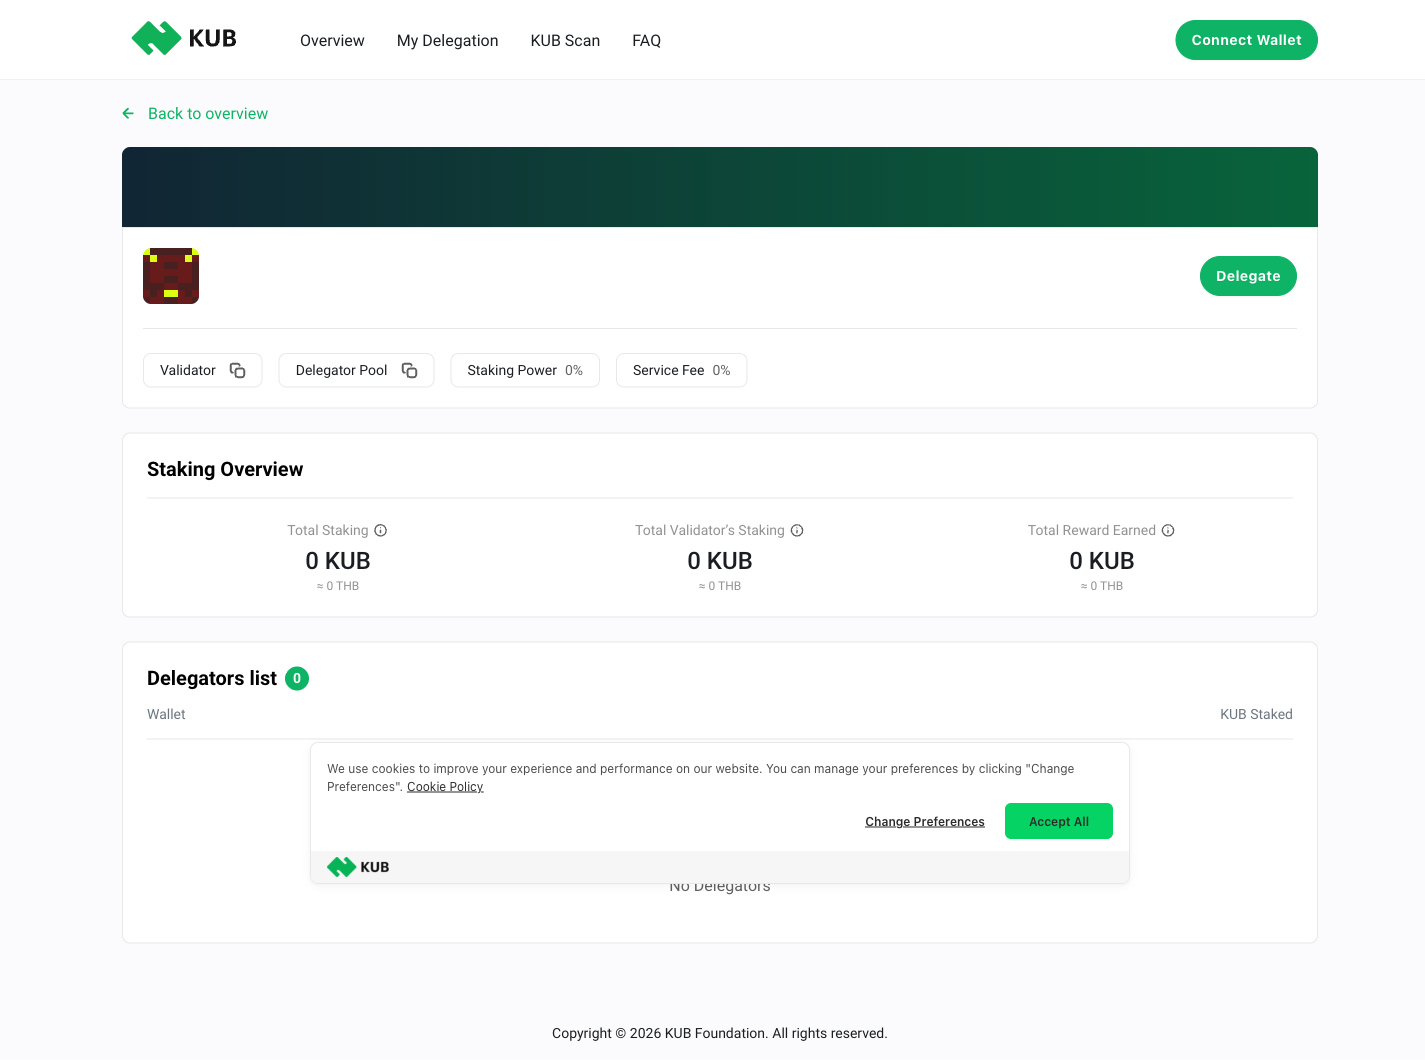 KUB
Overview
My Delegation
KUB Scan
FAQ
Connect Wallet
Back to overview
Delegate
Validator
Delegator Pool
Staking Power 0%
Service Fee 0%
Staking Overview
Total Staking
0 KUB
≈ 0 THB
Total Validator's Staking
0 KUB
≈ 0 THB
Total Reward Earned
0 KUB
≈ 0 THB
Delegators list 0
Wallet
KUB Staked
We use cookies to improve your experience and performance on our website. You can manage your preferences by clicking "Change
Preferences". Cookie Policy
Change Preferences
Accept All
KUB
No Delegators
Copyright © 2026 KUB Foundation. All rights reserved.